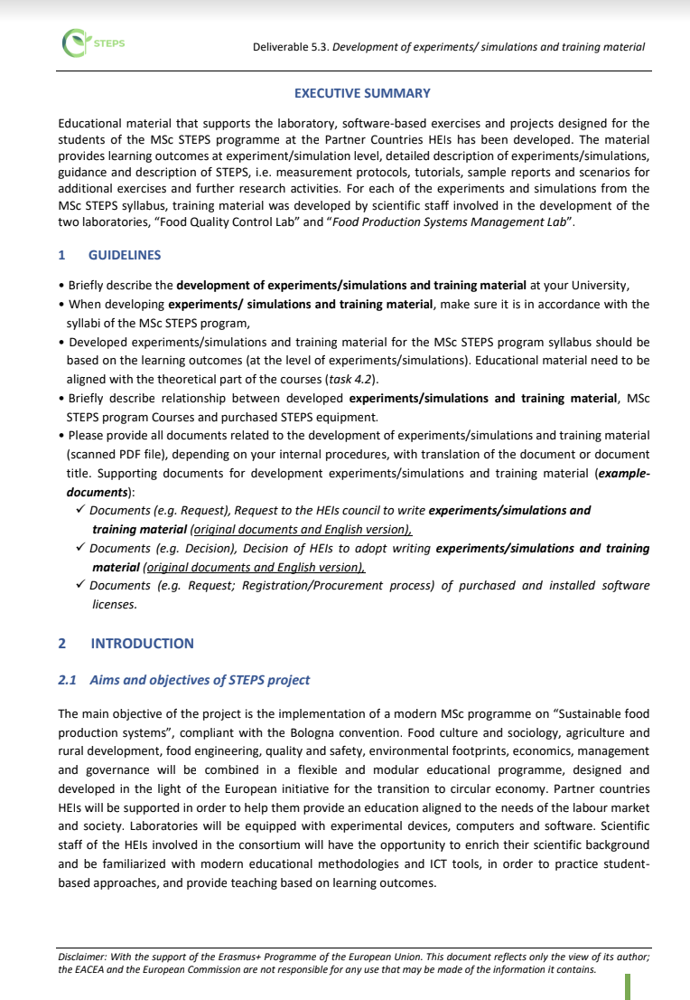 STEPS
Deliverable 5.3. Development of experiments/ simulations and training material
EXECUTIVE SUMMARY
Educational material that supports the laboratory, software-based exercises and projects designed for the
students of the MSc STEPS programme at the Partner Countries HEIs has been developed. The material
provides learning outcomes at experiment/simulation level, detailed description of experiments/simulations,
guidance and description of STEPS, i.e. measurement protocols, tutorials, sample reports and scenarios for
additional exercises and further research activities. For each of the experiments and simulations from the
MSc STEPS syllabus, training material was developed by scientific staff involved in the development of the
two laboratories, “Food Quality Control Lab” and “Food Production Systems Management Lab”.
1 GUIDELINES
• Briefly describe the development of experiments/simulations and training material at your University,
• When developing experiments/ simulations and training material, make sure it is in accordance with the
syllabi of the MSc STEPS program,
• Developed experiments/simulations and training material for the MSc STEPS program syllabus should be
based on the learning outcomes (at the level of experiments/simulations). Educational material need to be
aligned with the theoretical part of the courses (task 4.2).
• Briefly describe relationship between developed experiments/simulations and training material, MSc
STEPS program Courses and purchased STEPS equipment.
• Please provide all documents related to the development of experiments/simulations and training material
(scanned PDF file), depending on your internal procedures, with translation of the document or document
title. Supporting documents for development experiments/simulations and training material (example-
documents):
✓ Documents (e.g. Request), Request to the HEIs council to write experiments/simulations and
training material (original documents and English version),
✓ Documents (e.g. Decision), Decision of HEIs to adopt writing experiments/simulations and training
material (original documents and English version),
✓ Documents (e.g. Request; Registration/Procurement process) of purchased and installed software
licenses.
2 INTRODUCTION
2.1 Aims and objectives of STEPS project
The main objective of the project is the implementation of a modern MSc programme on “Sustainable food
production systems”, compliant with the Bologna convention. Food culture and sociology, agriculture and
rural development, food engineering, quality and safety, environmental footprints, economics, management
and governance will be combined in a flexible and modular educational programme, designed and
developed in the light of the European initiative for the transition to circular economy. Partner countries
HEIs will be supported in order to help them provide an education aligned to the needs of the labour market
and society. Laboratories will be equipped with experimental devices, computers and software. Scientific
staff of the HEIs involved in the consortium will have the opportunity to enrich their scientific background
and be familiarized with modern educational methodologies and ICT tools, in order to practice student-
based approaches, and provide teaching based on learning outcomes.
Disclaimer: With the support of the Erasmus+ Programme of the European Union. This document reflects only the view of its author;
the EACEA and the European Commission are not responsible for any use that may be made of the information it contains.